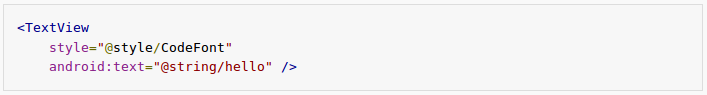 <TextView
    style="@style/CodeFont"
    android:text="@string/hello" />